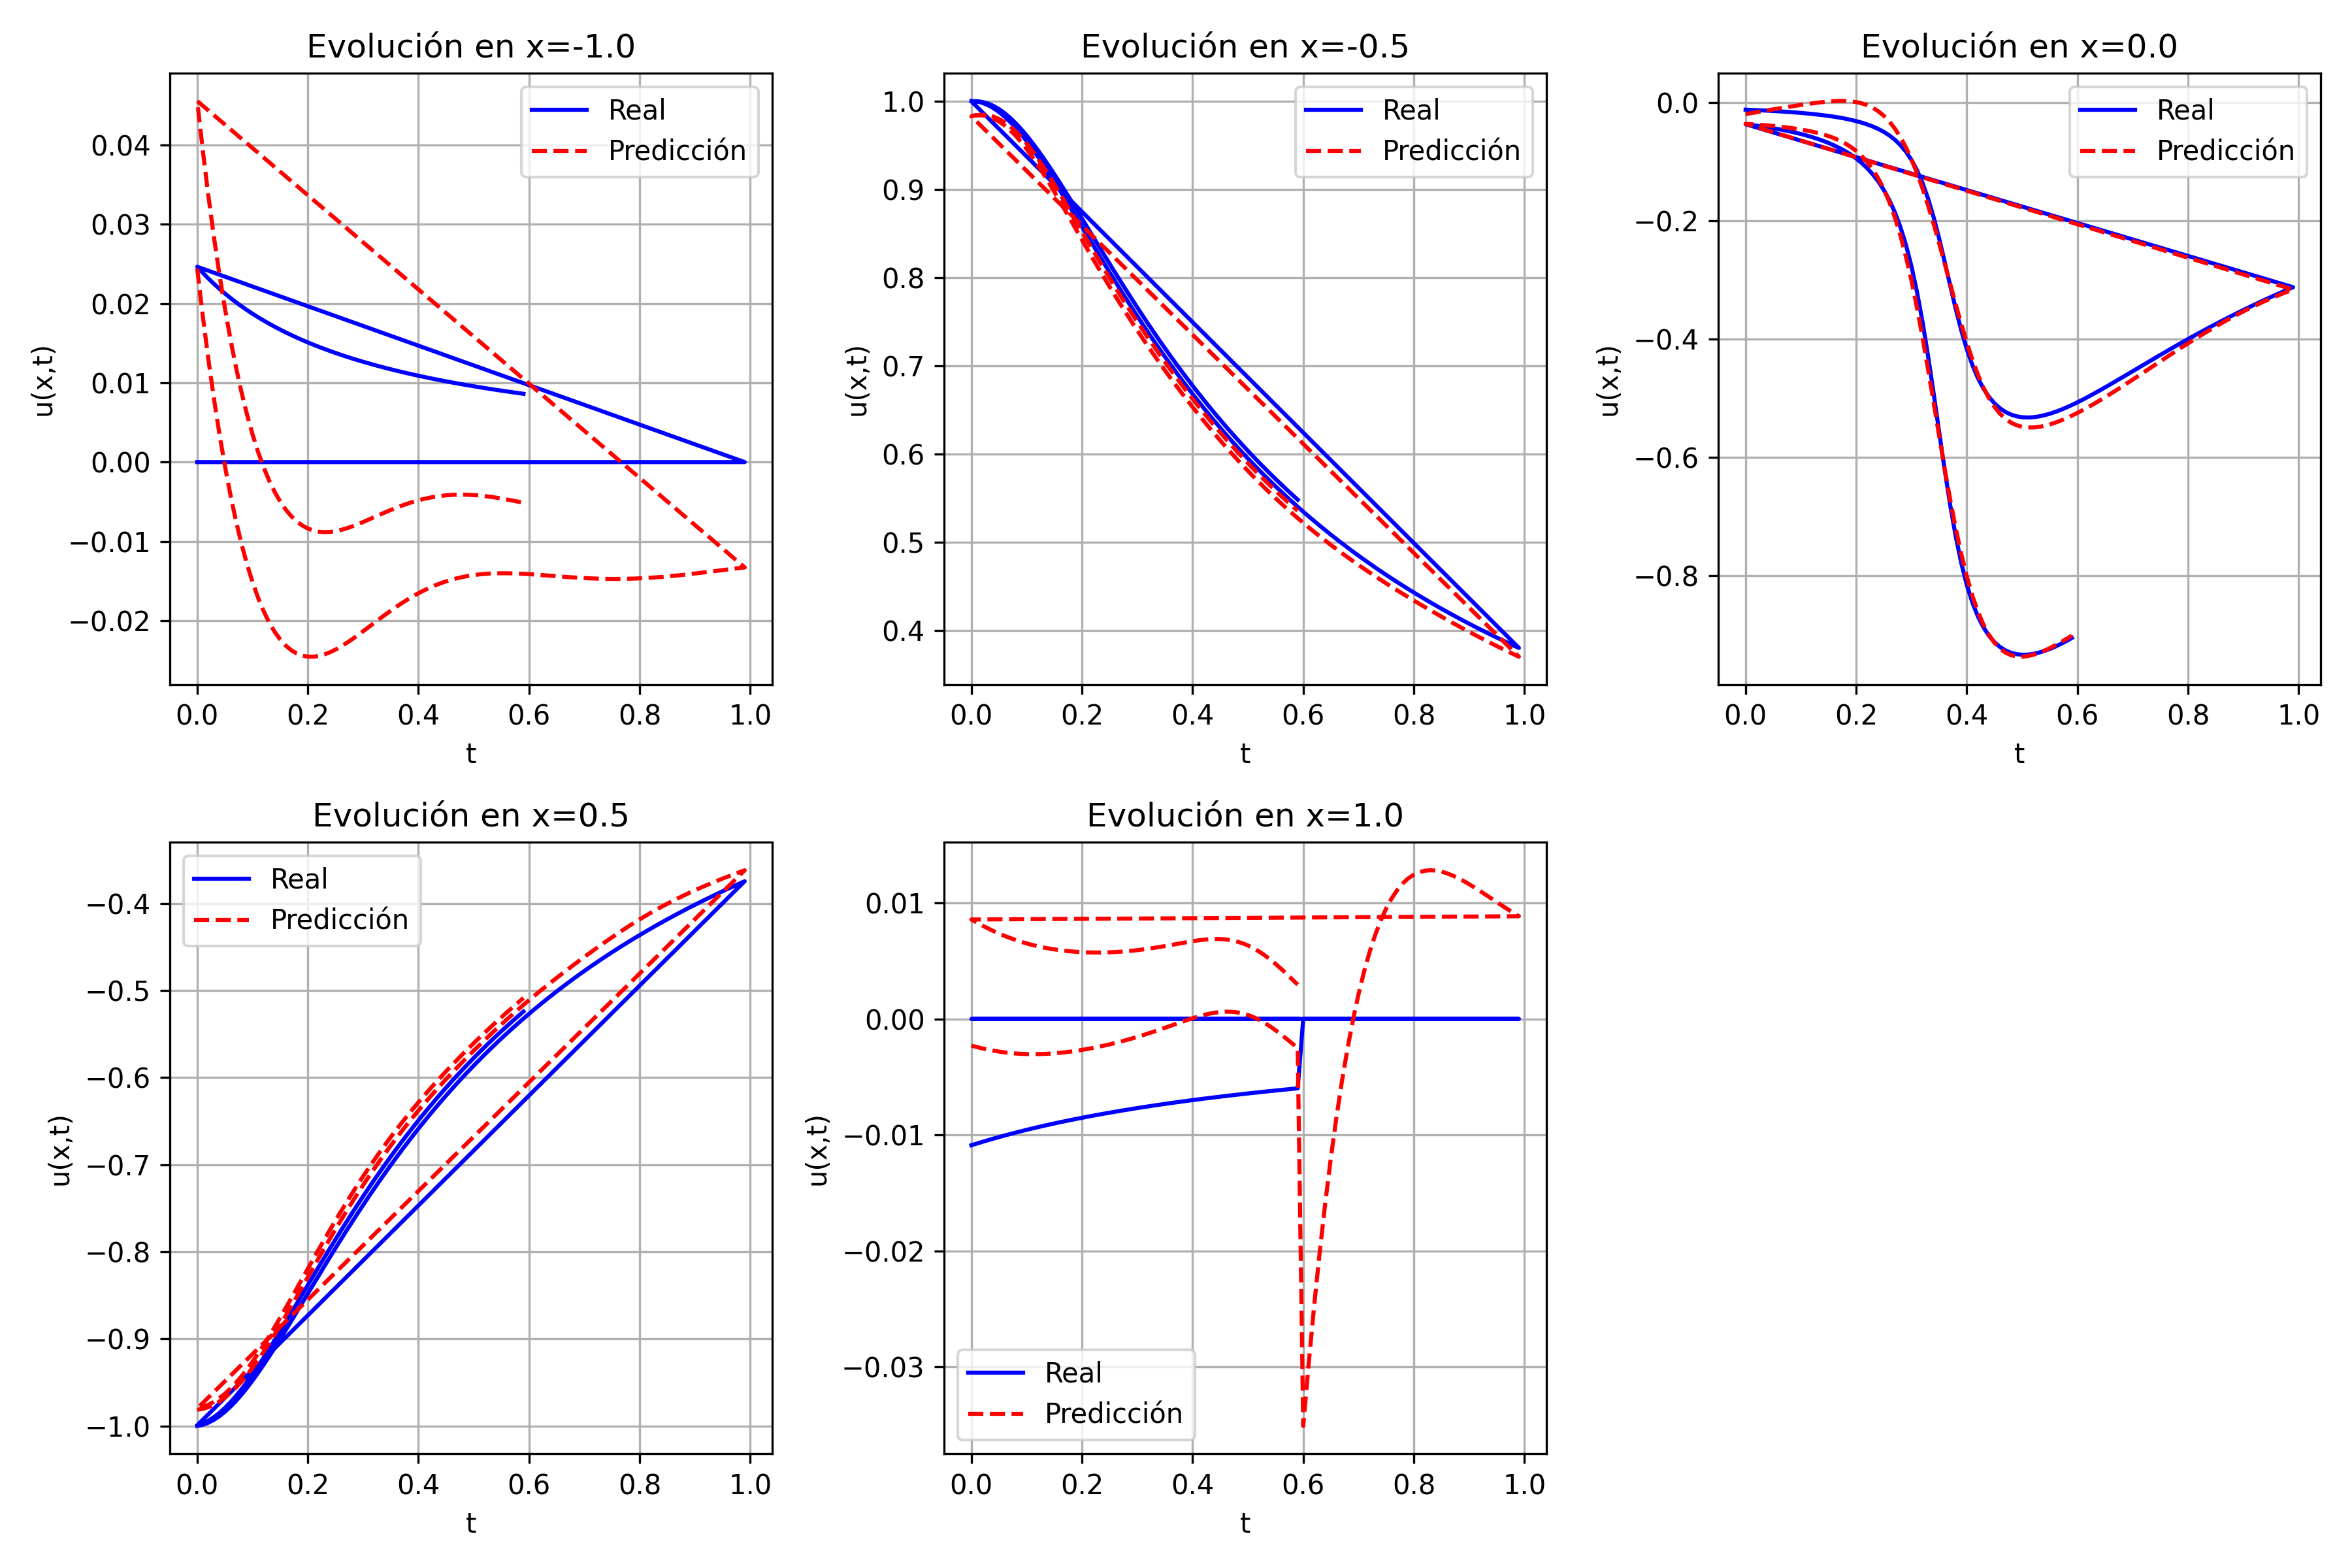 Evolución en x=-1.0
Real
Predicción
0.04
0.03
0.02
0.01
0.00
−0.01
−0.02
u(x,t)
0.0 0.2 0.4 0.6 0.8 1.0
t
Evolución en x=-0.5
Real
Predicción
1.0
0.9
0.8
0.7
0.6
0.5
0.4
u(x,t)
0.0 0.2 0.4 0.6 0.8 1.0
t
Evolución en x=0.0
Real
Predicción
0.0
−0.2
−0.4
−0.6
−0.8
u(x,t)
0.0 0.2 0.4 0.6 0.8 1.0
t
Evolución en x=0.5
Real
Predicción
−0.4
−0.5
−0.6
−0.7
−0.8
−0.9
−1.0
u(x,t)
0.0 0.2 0.4 0.6 0.8 1.0
t
Evolución en x=1.0
0.01
0.00
−0.01
−0.02
−0.03
u(x,t)
Real
Predicción
0.0 0.2 0.4 0.6 0.8 1.0
t